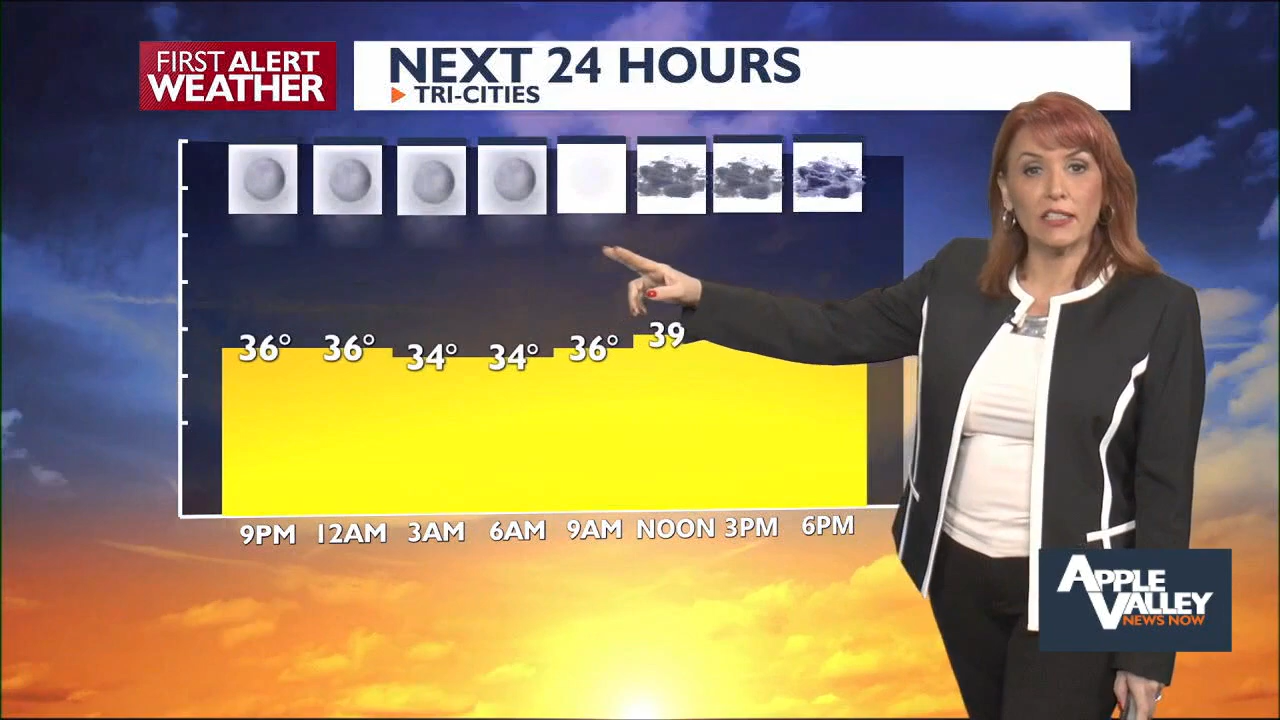 FIRST ALERT
WEATHER
NEXT 24 HOURS
TRI-CITIES
36° 36° 34° 34° 36° 39
9PM 12AM 3AM 6AM 9AM NOON 3PM 6PM
APPLE
VALLEY
NEWS NOW